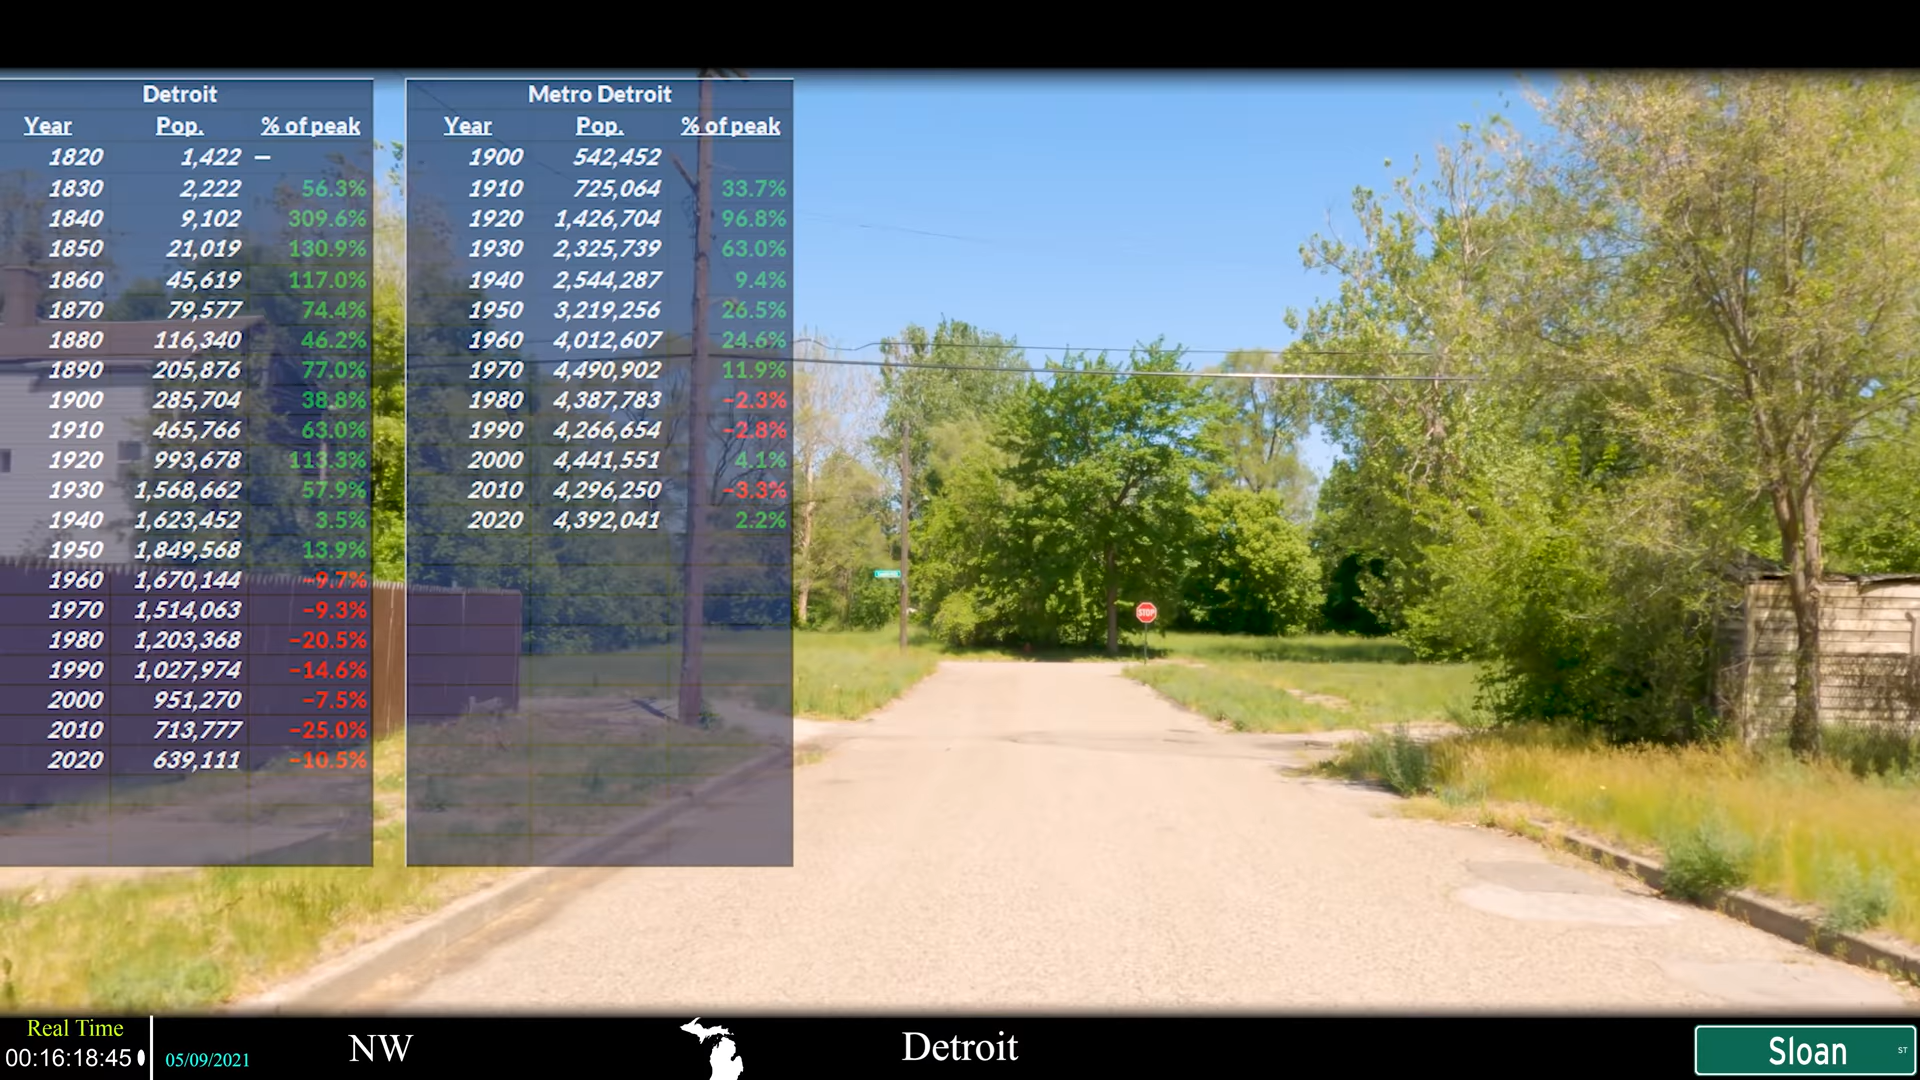 Detroit
Year Pop. % of peak
1820 1,422 –
1830 2,222 56.3%
1840 9,102 309.6%
1850 21,019 130.9%
1860 45,619 117.0%
1870 79,577 74.4%
1880 116,340 46.2%
1890 205,876 77.0%
1900 285,704 38.8%
1910 465,766 63.0%
1920 993,678 113.3%
1930 1,568,662 57.9%
1940 1,623,452 3.5%
1950 1,849,568 13.9%
1960 1,670,144 −9.7%
1970 1,514,063 −9.3%
1980 1,203,368 −20.5%
1990 1,027,974 −14.6%
2000 951,270 −7.5%
2010 713,777 −25.0%
2020 639,111 −10.5%
Metro Detroit
Year Pop. % of peak
1900 542,452
1910 725,064 33.7%
1920 1,426,704 96.8%
1930 2,325,739 63.0%
1940 2,544,287 9.4%
1950 3,219,256 26.5%
1960 4,012,607 24.6%
1970 4,490,902 11.9%
1980 4,387,783 −2.3%
1990 4,266,654 −2.8%
2000 4,441,551 4.1%
2010 4,296,250 −3.3%
2020 4,392,041 2.2%
STOP
Real Time
00:16:18:45
05/09/2021
NW
Detroit
Sloan ST